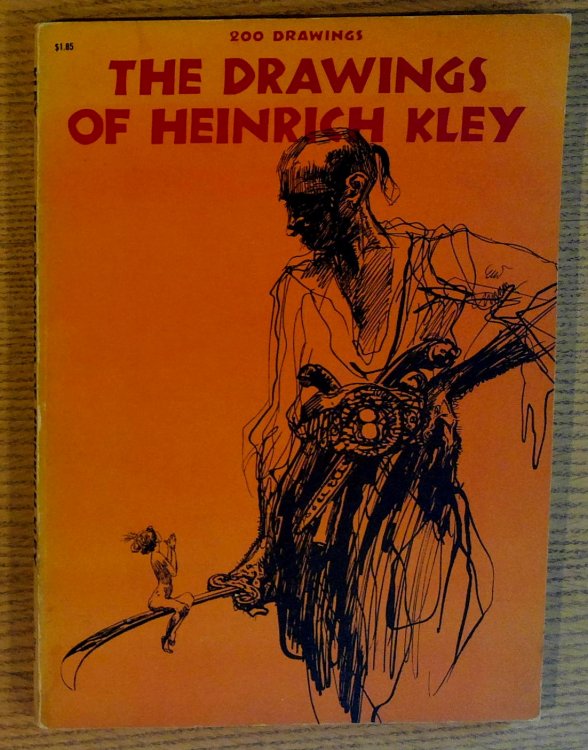 200 DRAWINGS
$1.85
THE DRAWINGS
OF HEINRICH KLEY